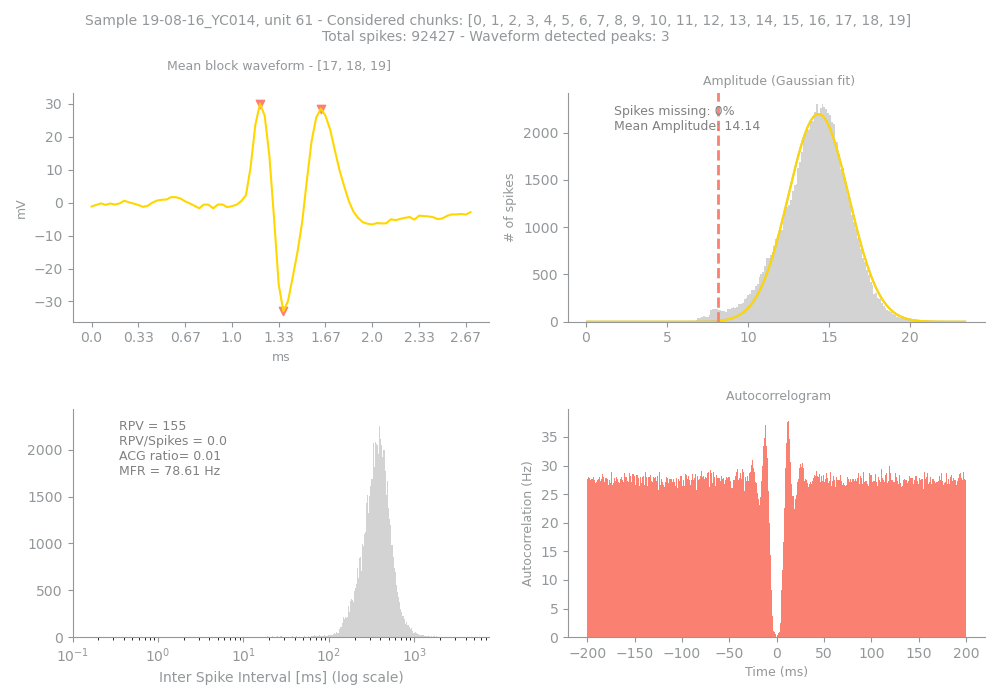 Sample 19-08-16_YC014, unit 61 - Considered chunks: [0, 1, 2, 3, 4, 5, 6, 7, 8, 9, 10, 11, 12, 13, 14, 15, 16, 17, 18, 19]
Total spikes: 92427 - Waveform detected peaks: 3
Mean block waveform - [17, 18, 19]
30
20
10
0
−10
−20
−30
mV
0.0 0.33 0.67 1.0 1.33 1.67 2.0 2.33 2.67
ms
Amplitude (Gaussian fit)
Spikes missing: 0%
Mean Amplitude: 14.14
2000
1500
1000
500
0
# of spikes
0 5 10 15 20
RPV = 155
RPV/Spikes = 0.0
ACG ratio= 0.01
MFR = 78.61 Hz
2000
1500
1000
500
0
10⁻¹ 10⁰ 10¹ 10² 10³
Inter Spike Interval [ms] (log scale)
Autocorrelogram
35
30
25
20
15
10
5
0
Autocorrelation (Hz)
−200 −150 −100 −50 0 50 100 150 200
Time (ms)